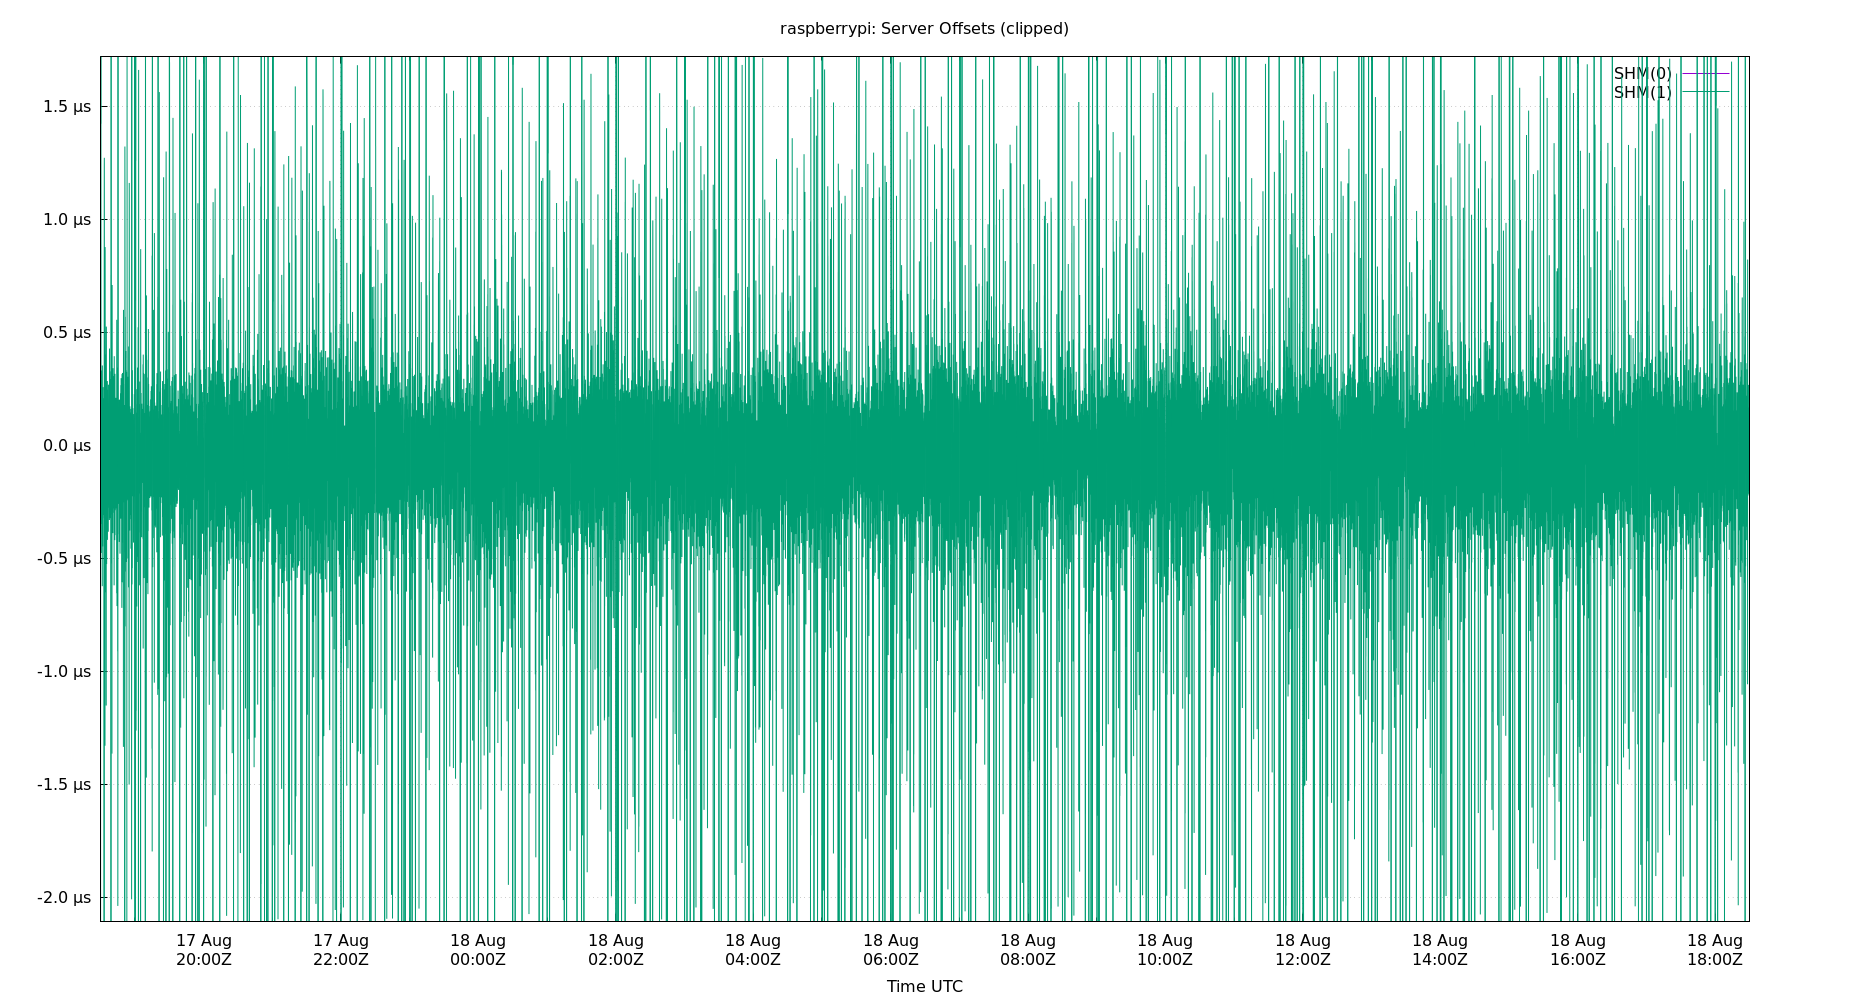 raspberrypi: Server Offsets (clipped)
SHM(0)
SHM(1)
1.5 µs
1.0 µs
0.5 µs
0.0 µs
-0.5 µs
-1.0 µs
-1.5 µs
-2.0 µs
17 Aug 17 Aug 18 Aug 18 Aug 18 Aug 18 Aug 18 Aug 18 Aug 18 Aug 18 Aug 18 Aug 18 Aug
20:00Z 22:00Z 00:00Z 02:00Z 04:00Z 06:00Z 08:00Z 10:00Z 12:00Z 14:00Z 16:00Z 18:00Z
Time UTC